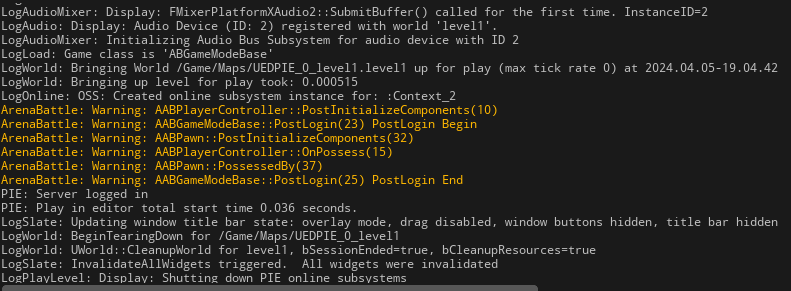 LogAudioMixer: Display: FMixerPlatformXAudio2::SubmitBuffer() called for the first time. InstanceID=2
LogAudio: Display: Audio Device (ID: 2) registered with world 'level1'.
LogAudioMixer: Initializing Audio Bus Subsystem for audio device with ID 2
LogLoad: Game class is 'ABGameModeBase'
LogWorld: Bringing World /Game/Maps/UEDPIE_0_level1.level1 up for play (max tick rate 0) at 2024.04.05-19.04.42
LogWorld: Bringing up level for play took: 0.000515
LogOnline: OSS: Created online subsystem instance for: :Context_2
ArenaBattle: Warning: AABPlayerController::PostInitializeComponents(10)
ArenaBattle: Warning: AABGameModeBase::PostLogin(23) PostLogin Begin
ArenaBattle: Warning: AABPawn::PostInitializeComponents(32)
ArenaBattle: Warning: AABPlayerController::OnPossess(15)
ArenaBattle: Warning: AABPawn::PossessedBy(37)
ArenaBattle: Warning: AABGameModeBase::PostLogin(25) PostLogin End
PIE: Server logged in
PIE: Play in editor total start time 0.036 seconds.
LogSlate: Updating window title bar state: overlay mode, drag disabled, window buttons hidden, title bar hidden
LogWorld: BeginTearingDown for /Game/Maps/UEDPIE_0_level1
LogWorld: UWorld::CleanupWorld for level1, bSessionEnded=true, bCleanupResources=true
LogSlate: InvalidateAllWidgets triggered.  All widgets were invalidated
LogPlayLevel: Display: Shutting down PIE online subsystems